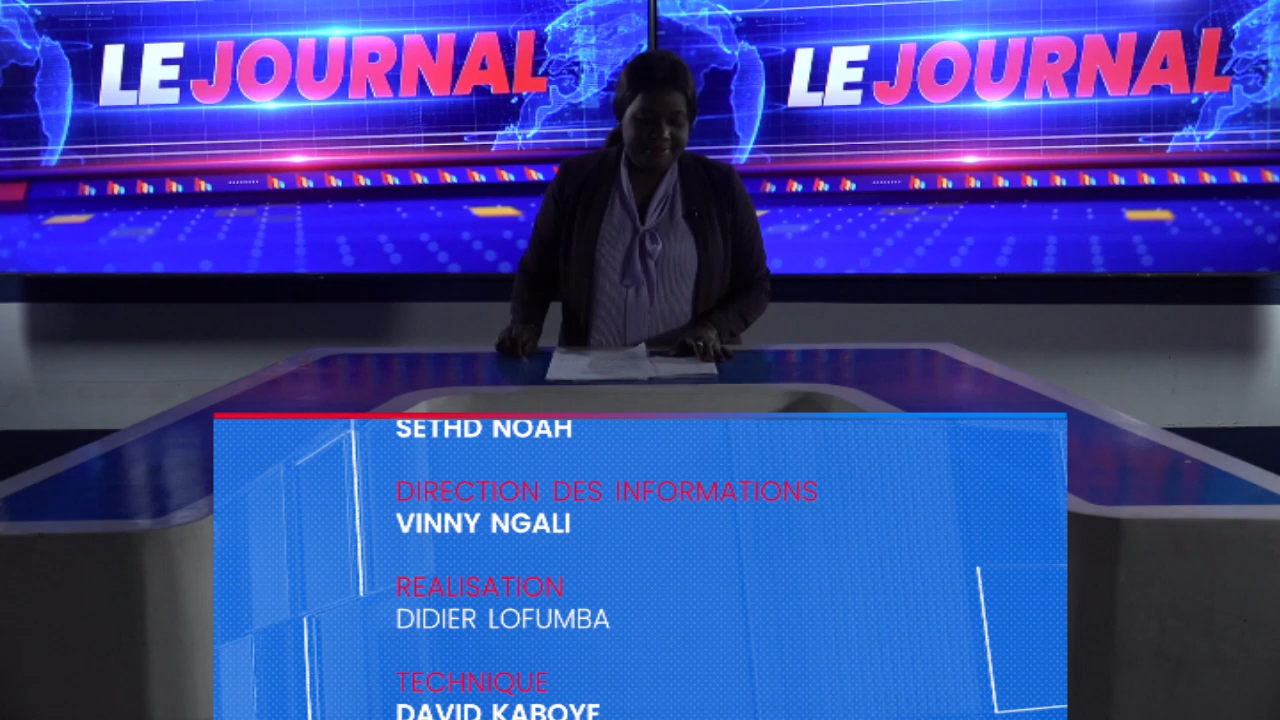 LE JOURNAL
LE JOURNAL
SETHD NOAH
DIRECTION DES INFORMATIONS
VINNY NGALI
REALISATION
DIDIER LOFUMBA
TECHNIQUE
DAVID KABOYE